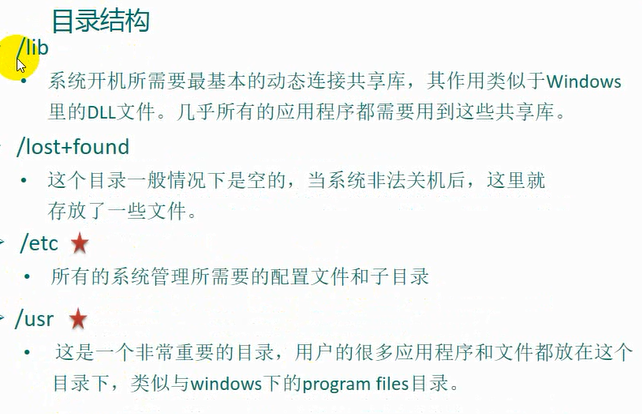 目录结构
/lib
• 系统开机所需要最基本的动态连接共享库，其作用类似于Windows
里的DLL文件。几乎所有的应用程序都需要用到这些共享库。
/lost+found
• 这个目录一般情况下是空的，当系统非法关机后，这里就
存放了一些文件。
/etc ★
• 所有的系统管理所需要的配置文件和子目录
/usr ★
• 这是一个非常重要的目录，用户的很多应用程序和文件都放在这个
目录下，类似与windows下的program files目录。